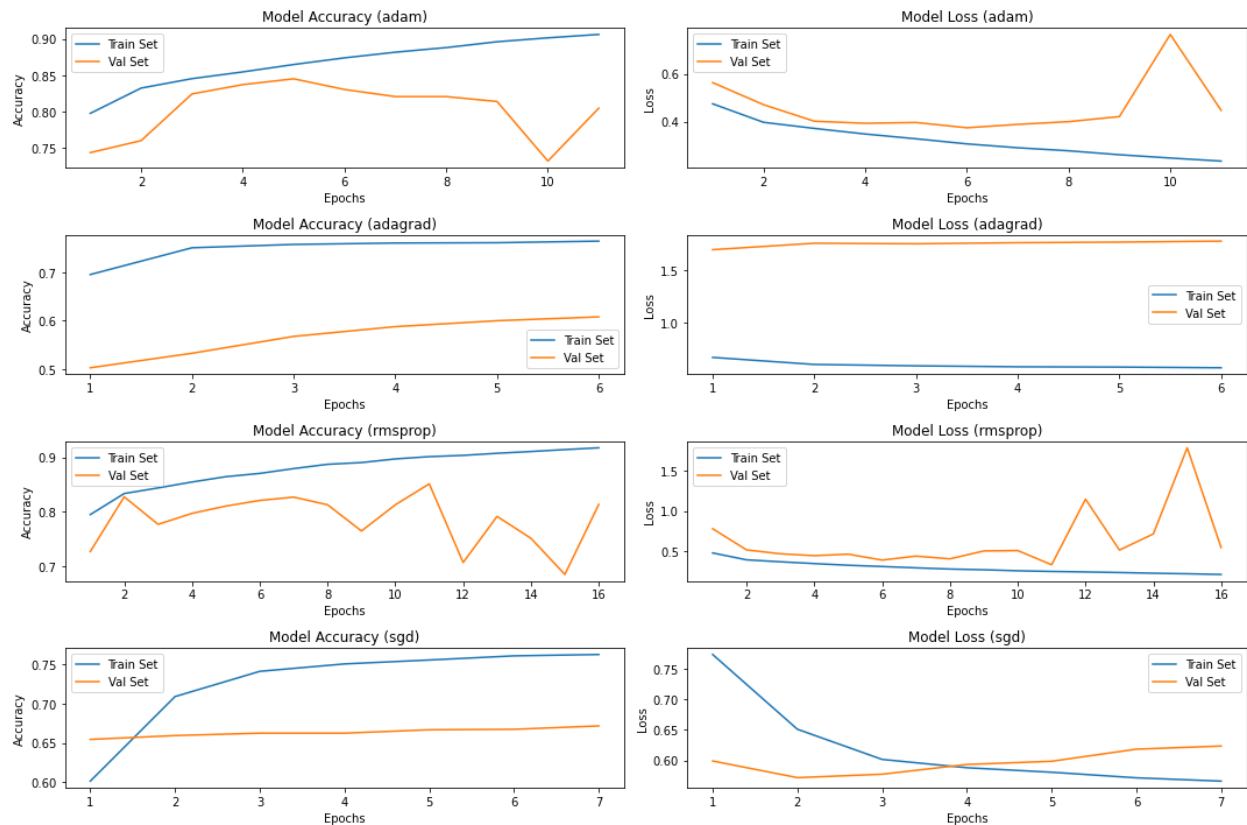 Model Accuracy (adam)
Train Set
Val Set
Accuracy
0.90
0.85
0.80
0.75
2 4 6 8 10
Epochs
Model Loss (adam)
Train Set
Val Set
Loss
0.6
0.4
2 4 6 8 10
Epochs
Model Accuracy (adagrad)
Accuracy
0.7
0.6
0.5
Train Set
Val Set
1 2 3 4 5 6
Epochs
Model Loss (adagrad)
Loss
1.5
1.0
Train Set
Val Set
1 2 3 4 5 6
Epochs
Model Accuracy (rmsprop)
Train Set
Val Set
Accuracy
0.9
0.8
0.7
2 4 6 8 10 12 14 16
Epochs
Model Loss (rmsprop)
Train Set
Val Set
Loss
1.5
1.0
0.5
2 4 6 8 10 12 14 16
Epochs
Model Accuracy (sgd)
Train Set
Val Set
Accuracy
0.75
0.70
0.65
0.60
1 2 3 4 5 6 7
Epochs
Model Loss (sgd)
Train Set
Val Set
Loss
0.75
0.70
0.65
0.60
1 2 3 4 5 6 7
Epochs